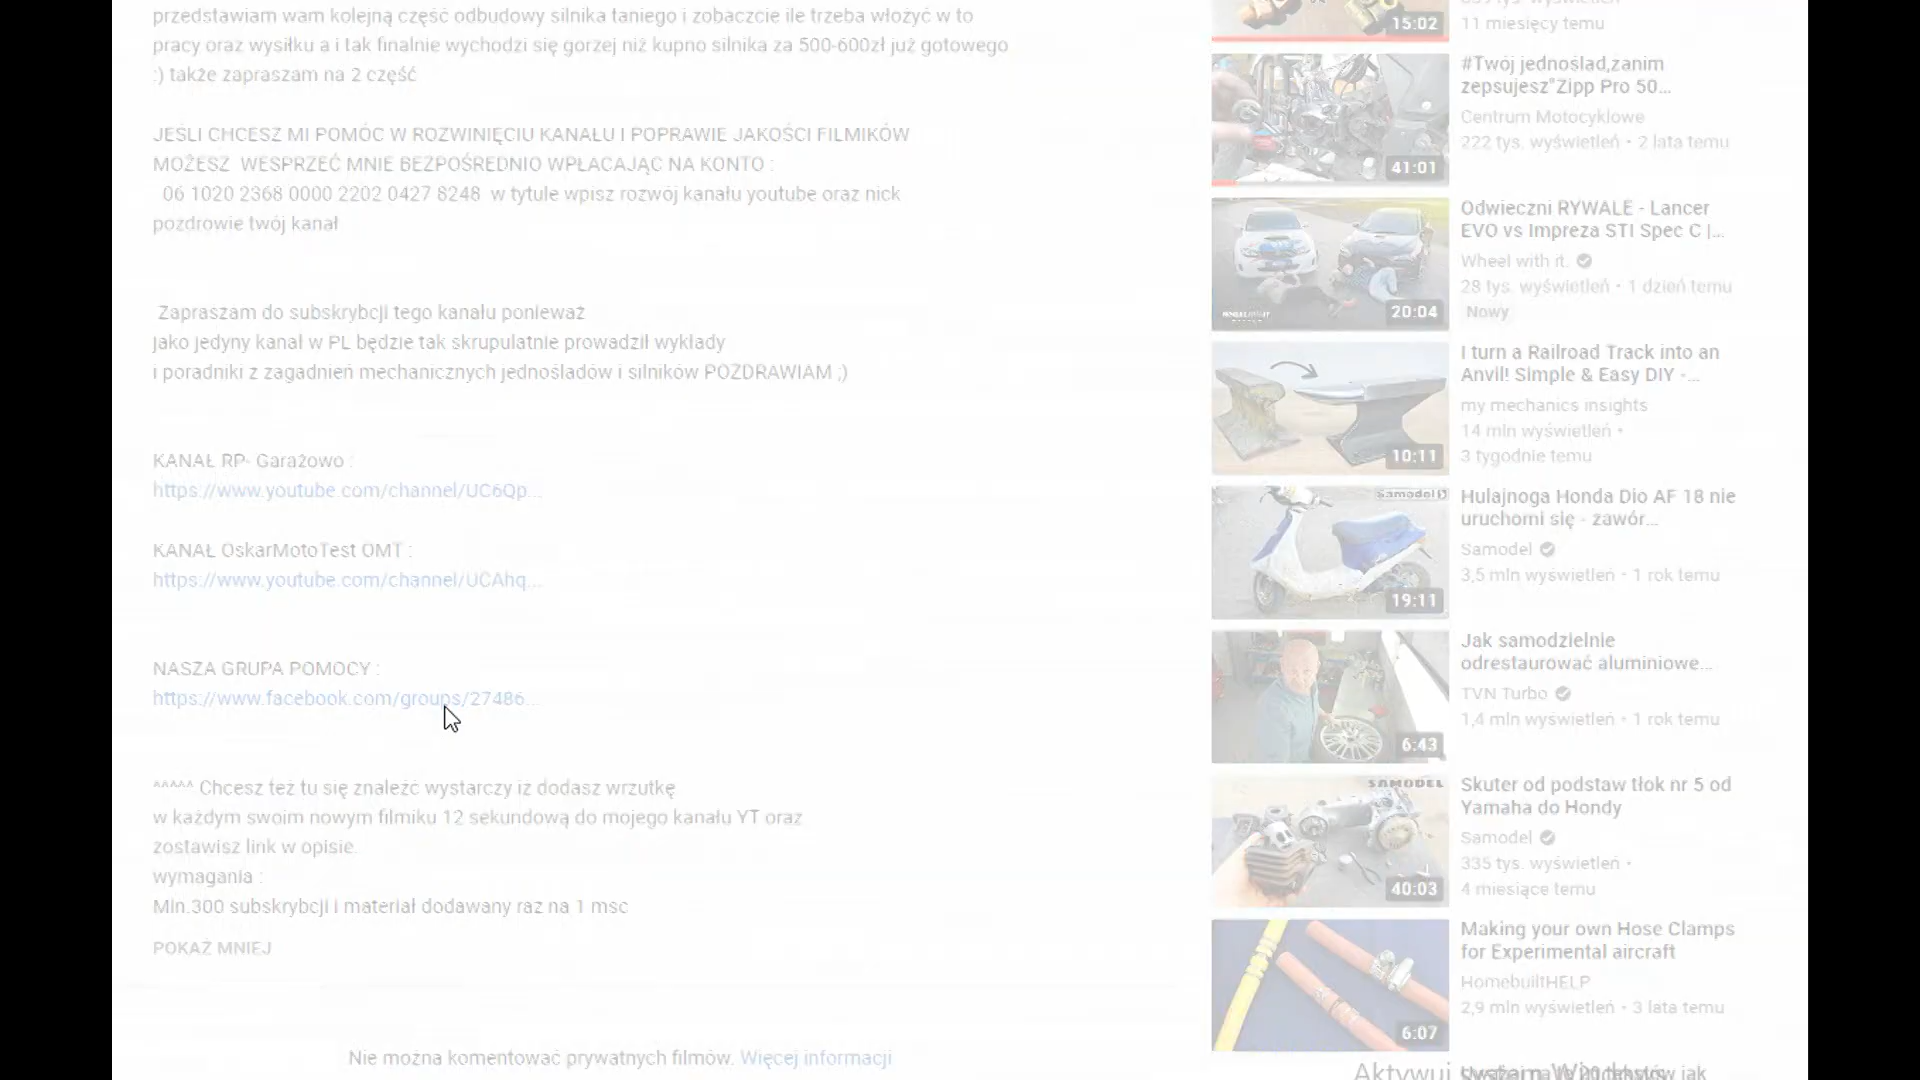 przedstawiam wam kolejną część odbudowy silnika taniego i zobaczcie ile trzeba włożyć w to
pracy oraz wysiłku a i tak finalnie wychodzi się gorzej niż kupno silnika za 500-600zł już gotowego
:) także zapraszam na 2 część
JEŚLI CHCESZ MI POMÓC W ROZWINIĘCIU KANAŁU I POPRAWIE JAKOŚCI FILMIKÓW
MOŻESZ WESPRZEĆ MNIE BEZPOŚREDNIO WPŁACAJĄC NA KONTO :
06 1020 2368 0000 2202 0427 8248 w tytule wpisz rozwój kanału youtube oraz nick
pozdrowie twój kanał
Zapraszam do subskrybcji tego kanału ponieważ
jako jedyny kanał w PL będzie tak skrupulatnie prowadził wykłady
i poradniki z zagadnień mechanicznych jednośladów i silników POZDRAWIAM ;)
KANAŁ RP- Garażowo :
https://www.youtube.com/channel/UC6Qp...
KANAŁ OskarMotoTest OMT :
https://www.youtube.com/channel/UCAhq...
NASZA GRUPA POMOCY :
https://www.facebook.com/groups/27486...
^^^^^ Chcesz też tu się znaleźć wystarczy iż dodasz wrzutkę
w każdym swoim nowym filmiku 12 sekundową do mojego kanału YT oraz
zostawisz link w opisie.
wymagania :
Min.300 subskrybcji i materiał dodawany raz na 1 msc
POKAŻ MNIEJ
Nie można komentować prywatnych filmów. Więcej informacji
15:02
11 miesięcy temu
#Twój jednoślad,zanim
zepsujesz"Zipp Pro 50...
Centrum Motocyklowe
222 tys. wyświetleń • 2 lata temu
41:01
Odwieczni RYWALE - Lancer
EVO vs Impreza STI Spec C |...
Wheel with it.
28 tys. wyświetleń • 1 dzień temu
Nowy
20:04
I turn a Railroad Track into an
Anvil! Simple & Easy DIY -...
my mechanics insights
14 mln wyświetleń •
3 tygodnie temu
10:11
Hulajnoga Honda Dio AF 18 nie
uruchomi się - zawór...
Samodel
3,5 mln wyświetleń • 1 rok temu
19:11
Jak samodzielnie
odrestaurować aluminiowe...
TVN Turbo
1,4 mln wyświetleń • 1 rok temu
6:43
SAMODEL
Skuter od podstaw tłok nr 5 od
Yamaha do Hondy
Samodel
335 tys. wyświetleń •
4 miesiące temu
40:03
Making your own Hose Clamps
for Experimental aircraft
HomebuiltHELP
2,9 mln wyświetleń • 3 lata temu
6:07
Aktywuj system Windows